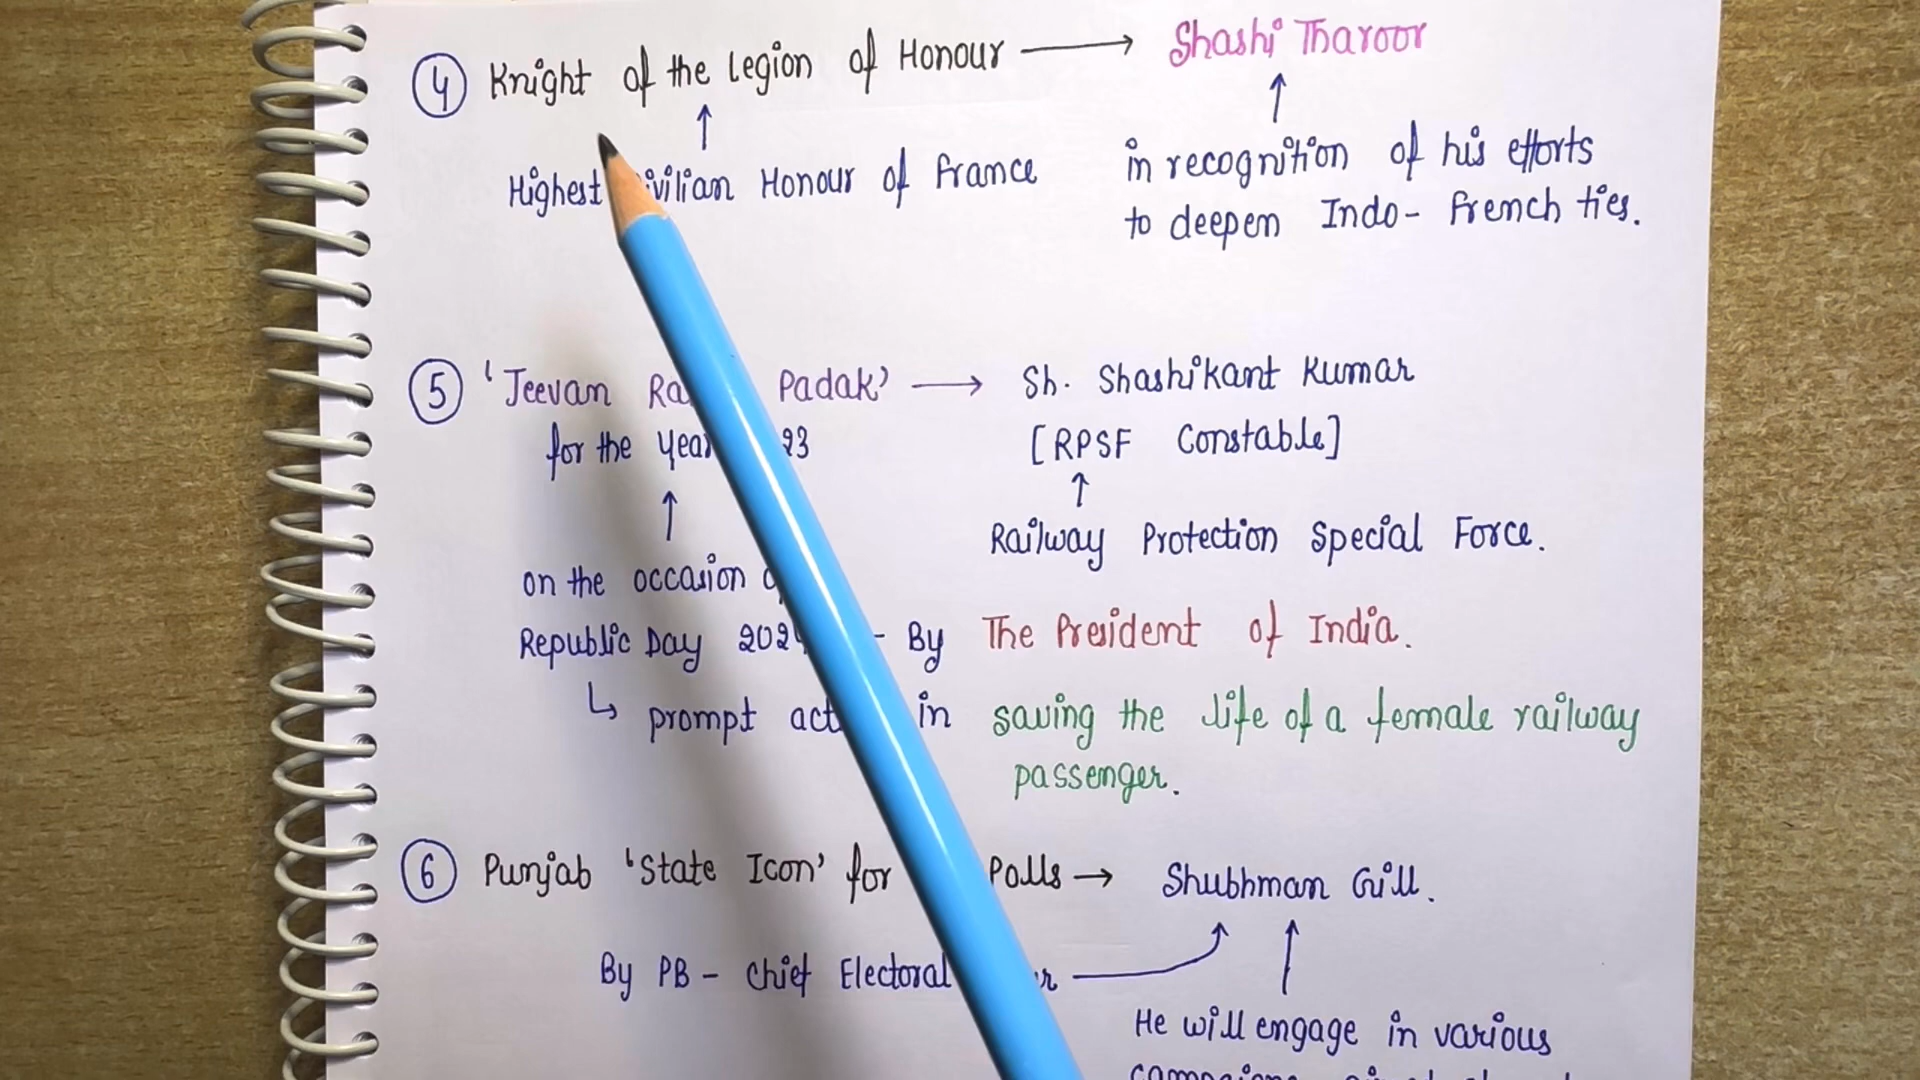 4 Knight of the Legion of Honour → Shashi Tharoor
↑ ↑
Highest ivilian Honour of France
in recognition of his efforts
to deepen Indo- French ties.
5 'Jeevan Padak' → Sh. Shashikant Kumar
for the 23 [RPSF Constable]
↑ ↑
Railway Protection Special Force.
on the occasion
Republic Day - By The President of India.
↳ prompt in saving the life of a female railway
passenger.
6 Punjab 'State Icon' for Polls → Shubhman Gill.
By PB - Chief Electoral
He will engage in various